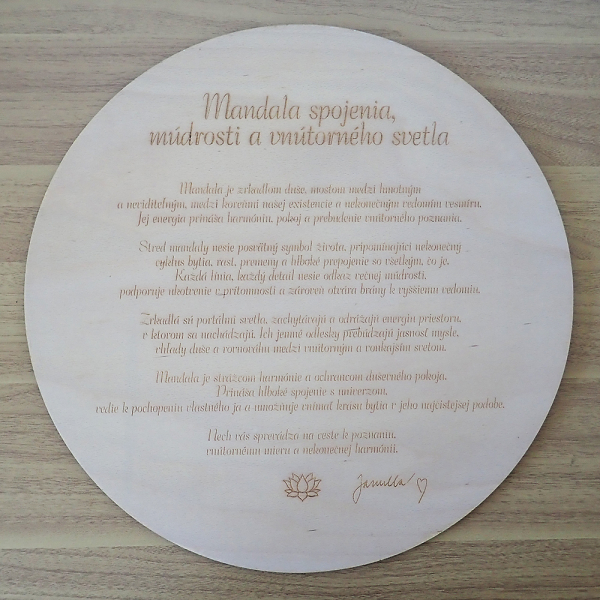 Mandala spojenia,
múdrosti a vnútorného svetla
Mandala je zrkadlom duše, mostom medzi hmotným
a neviditeľným, medzi koreňmi našej existencie a nekonečným vedomím vesmíru.
Jej energia prináša harmóniu, pokoj a prebudenie vnútorného poznania.
Stred mandaly nesie posvätný symbol života, pripomínajúci nekonečný
cyklus bytia, rast, premeny a hlboké prepojenie so všetkým, čo je.
Každá línia, každý detail nesie odkaz večnej múdrosti,
podporuje ukotvenie v prítomnosti a zároveň otvára brány k vyššiemu vedomiu.
Zrkadlá sú portálmi svetla, zachytávajú a odrážajú energiu priestoru,
v ktorom sa nachádzajú. Ich jemné odlesky prebúdzajú jasnosť mysle,
vhľady duše a rovnováhu medzi vnútorným a vonkajším svetom.
Mandala je strážcom harmónie a ochrancom duševného pokoja.
Prináša hlboké spojenie s univerzom,
vedie k pochopeniu vlastného ja a umožňuje vnímať krásu bytia v jeho najčistejšej podobe.
Nech vás sprevádza na ceste k poznaniu,
vnútornému mieru a nekonečnej harmónii.